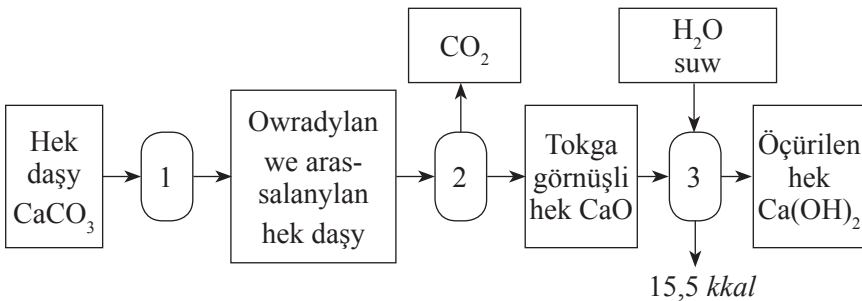 CO₂
H₂O
suw
Hek
daşy
CaCO₃
1
Owradylan
we aras-
salanylan
hek daşy
2
Tokga
görnüşli
hek CaO
3
Öçürilen
hek
Ca(OH)₂
15,5 kkal